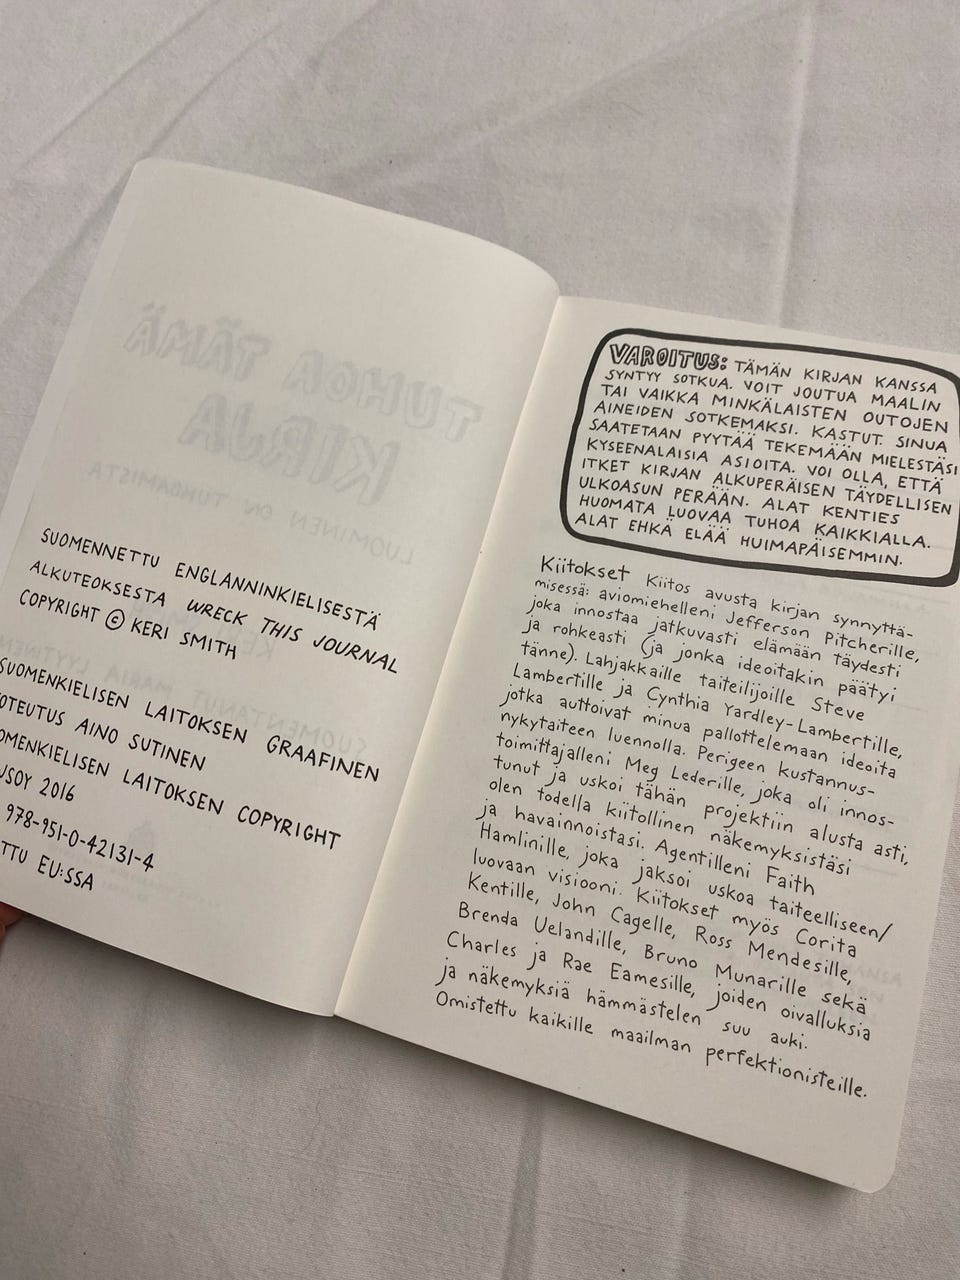 SUOMENNETTU ENGLANNINKIELISESTÄ
ALKUTEOKSESTA WRECK THIS JOURNAL
COPYRIGHT © KERI SMITH
SUOMENKIELISEN LAITOKSEN GRAAFINEN
AINO SUTINEN
LAITOKSEN COPYRIGHT
2016
978-951-0-42131-4
EU:SSA
VAROITUS: TÄMÄN KIRJAN KANSSA
SYNTYY SOTKUA. VOIT JOUTUA MAALIN
TAI VAIKKA MINKÄLAISTEN OUTOJEN
AINEIDEN SOTKEMAKSI. KASTUT. SINUA
SAATETAAN PYYTÄÄ TEKEMÄÄN MIELESTÄSI
KYSEENALAISIA ASIOITA. VOI OLLA, ETTÄ
ITKET KIRJAN ALKUPERÄISEN TÄYDELLISEN
ULKOASUN PERÄÄN. ALAT KENTIES
HUOMATA LUOVAA TUHOA KAIKKIALLA.
ALAT EHKÄ ELÄÄ HUIMAPÄISEMMIN.
Kiitokset Kiitos avusta kirjan synnyttä-
misessä: aviomiehelleni Jefferson Pitcherille,
joka innostaa jatkuvasti elämään täydesti
ja rohkeasti (ja jonka ideoitakin päätyi
tänne). Lahjakkaille taiteilijoille Steve
Lambertille ja Cynthia Yardley-Lambertille,
jotka auttoivat minua pallottelemaan ideoita
nykytaiteen luennolla. Perigeen kustannus-
toimittajalleni Meg Lederille, joka oli innos-
tunut ja uskoi tähän projektiin alusta asti,
olen todella kiitollinen näkemyksistäsi
ja havainnoistasi. Agentilleni Faith
Hamlinille, joka jaksoi uskoa taiteelliseen/
luovaan visiooni. Kiitokset myös Corita
Kentille, John Cagelle, Ross Mendesille,
Brenda Uelandille, Bruno Munarille sekä
Charles ja Rae Eamesille, joiden oivalluksia
ja näkemyksiä hämmästelen suu auki.
Omistettu kaikille maailman perfektionisteille.